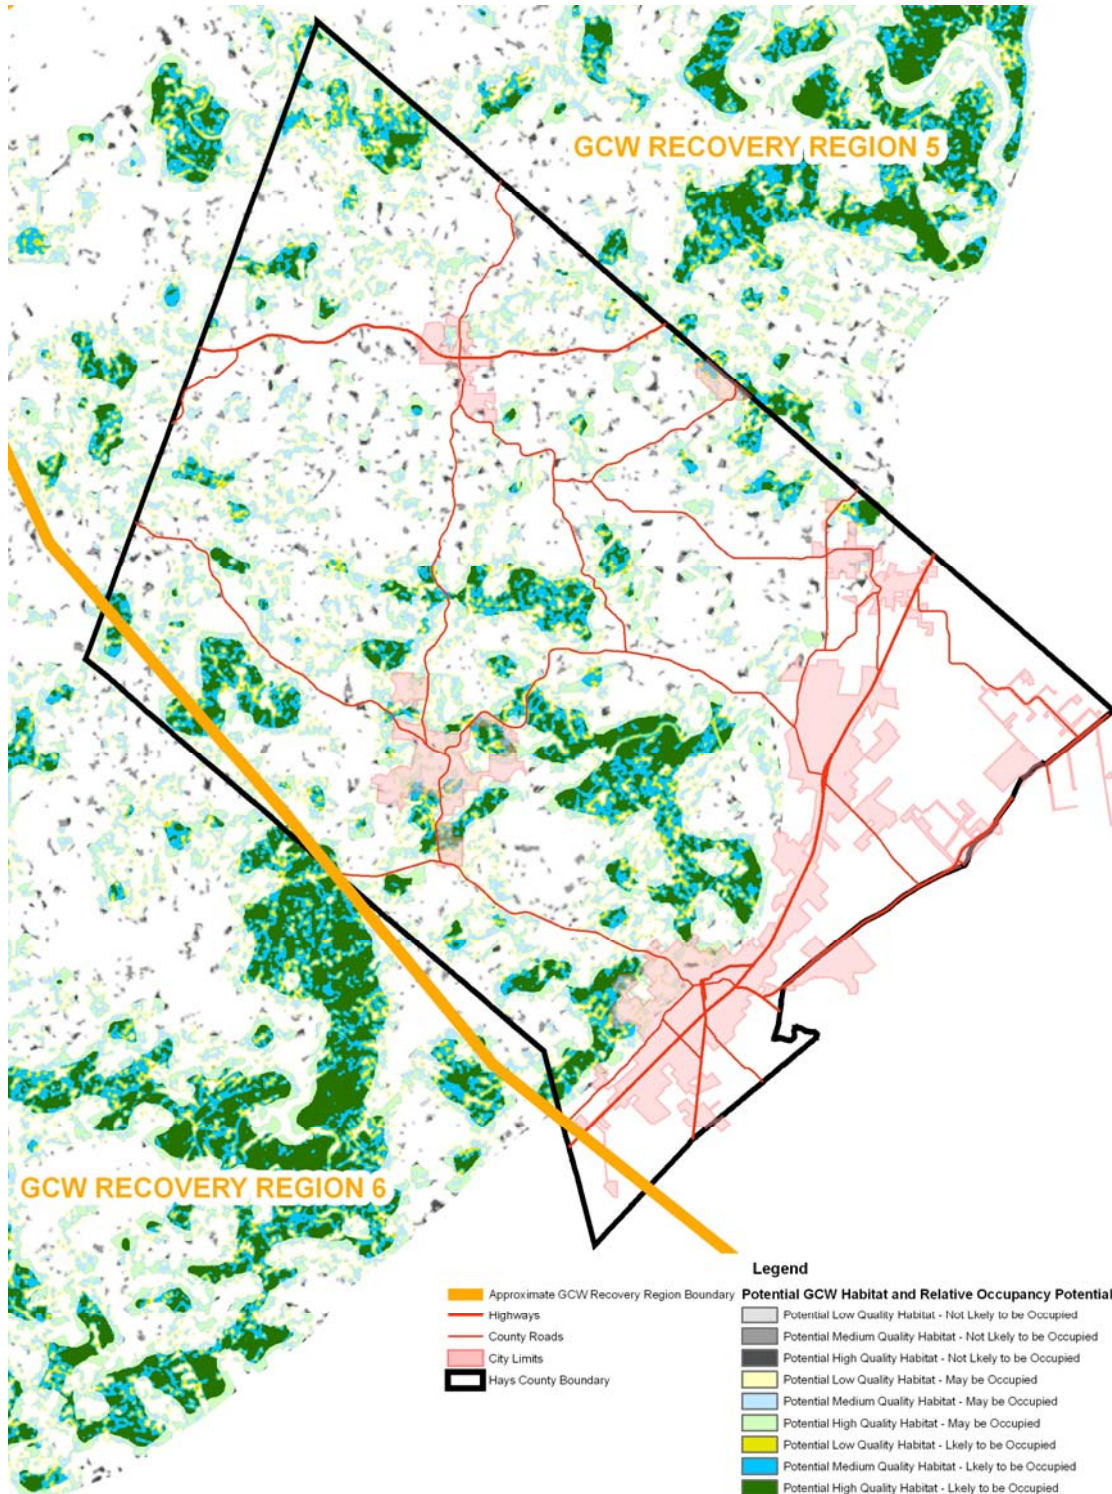 GCW RECOVERY REGION 5
GCW RECOVERY REGION 6
Legend
Approximate GCW Recovery Region Boundary
Highways
County Roads
City Limits
Hays County Boundary
Potential GCW Habitat and Relative Occupancy Potential
Potential Low Quality Habitat - Not Lkely to be Occupied
Potential Medium Quality Habitat - Not Lkely to be Occupied
Potential High Quality Habitat - Not Lkely to be Occupied
Potential Low Quality Habitat - May be Occupied
Potential Medium Quality Habitat - May be Occupied
Potential High Quality Habitat - May be Occupied
Potential Low Quality Habitat - Lkely to be Occupied
Potential Medium Quality Habitat - Lkely to be Occupied
Potential High Quality Habitat - Lkely to be Occupied